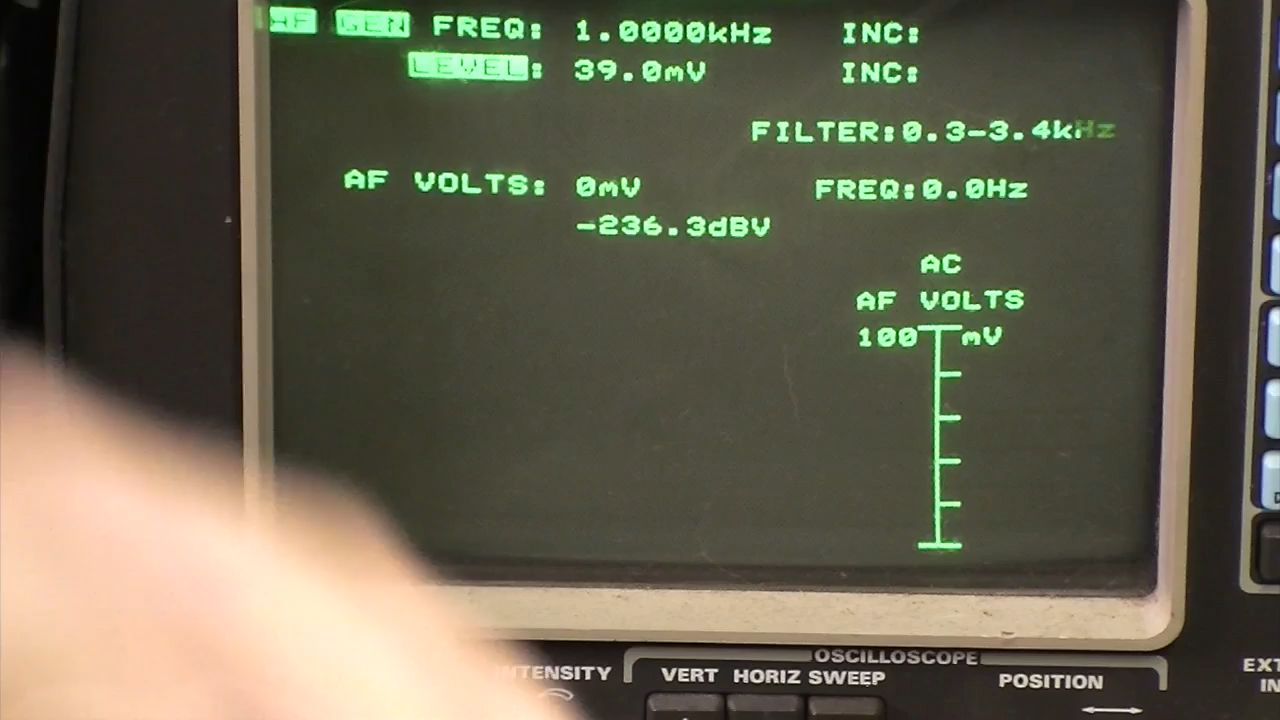 AF GEN FREQ: 1.0000kHz INC:
LEVEL: 39.0mV INC:
FILTER:0.3-3.4kHz
AF VOLTS: 0mV FREQ:0.0Hz
-236.3dBV
AC
AF VOLTS
100 mV
OSCILLOSCOPE
INTENSITY VERT HORIZ SWEEP POSITION
EXT
IN